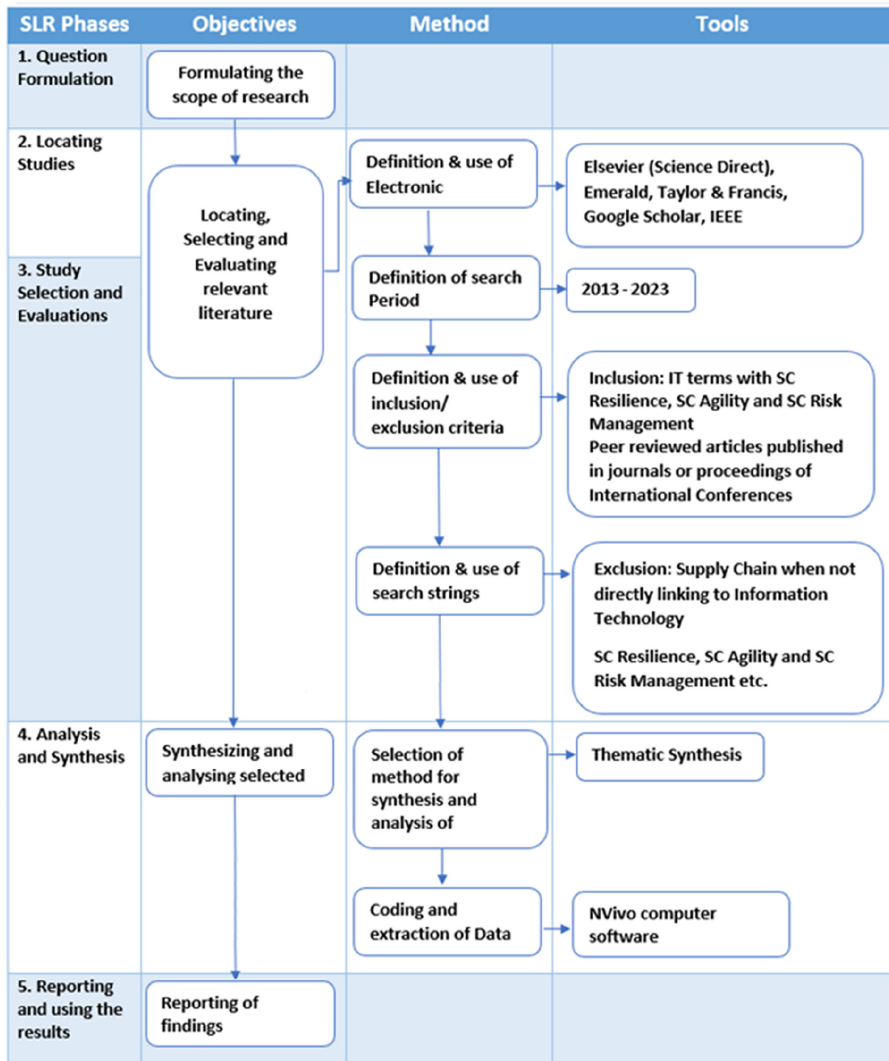 SLR Phases
Objectives
Method
Tools
1. Question
Formulation
Formulating the
scope of research
2. Locating
Studies
Locating,
Selecting and
Evaluating
relevant
literature
Definition & use of
Electronic
Elsevier (Science Direct),
Emerald, Taylor & Francis,
Google Scholar, IEEE
3. Study
Selection and
Evaluations
Definition of search
Period
2013 - 2023
Definition & use of
inclusion/
exclusion criteria
Inclusion: IT terms with SC
Resilience, SC Agility and SC Risk
Management
Peer reviewed articles published
in journals or proceedings of
International Conferences
Definition & use of
search strings
Exclusion: Supply Chain when not
directly linking to Information
Technology
SC Resilience, SC Agility and SC
Risk Management etc.
4. Analysis
and Synthesis
Synthesizing and
analysing selected
Selection of
method for
synthesis and
analysis of
Thematic Synthesis
Coding and
extraction of Data
NVivo computer
software
5. Reporting
and using the
results
Reporting of
findings